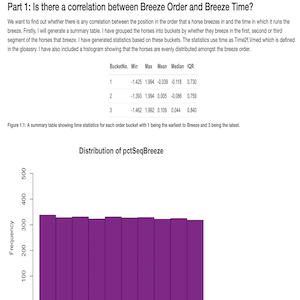 Part 1: Is there a correlation between Breeze Order and Breeze Time?
We want to find out whether there is any correlation between the position in the order that a horse breezes in and the time in which it runs the
breeze. Firstly, I will generate a summary table. I have grouped the horses into buckets by whether they breeze in the first, second or third
segment of the horses that breeze. I have generated statistics based on these buckets. The statistics use time as Time2f.Vmed which is defined
in the glossary. I have also included a histogram showing that the horses are evenly distributed amongst the breeze order.
BucketNo. Min Max Mean Median IQR
1 -1.425 1.994 -0.039 -0.118 0.730
2 -1.393 1.994 0.005 -0.086 0.759
3 -1.462 1.992 0.109 0.044 0.840
Figure 1.1: A summary table showing time statistics for each order bucket with 1 being the earliest to Breeze and 3 being the latest.
Distribution of pctSeqBreeze
Frequency
500
400
300
200
100